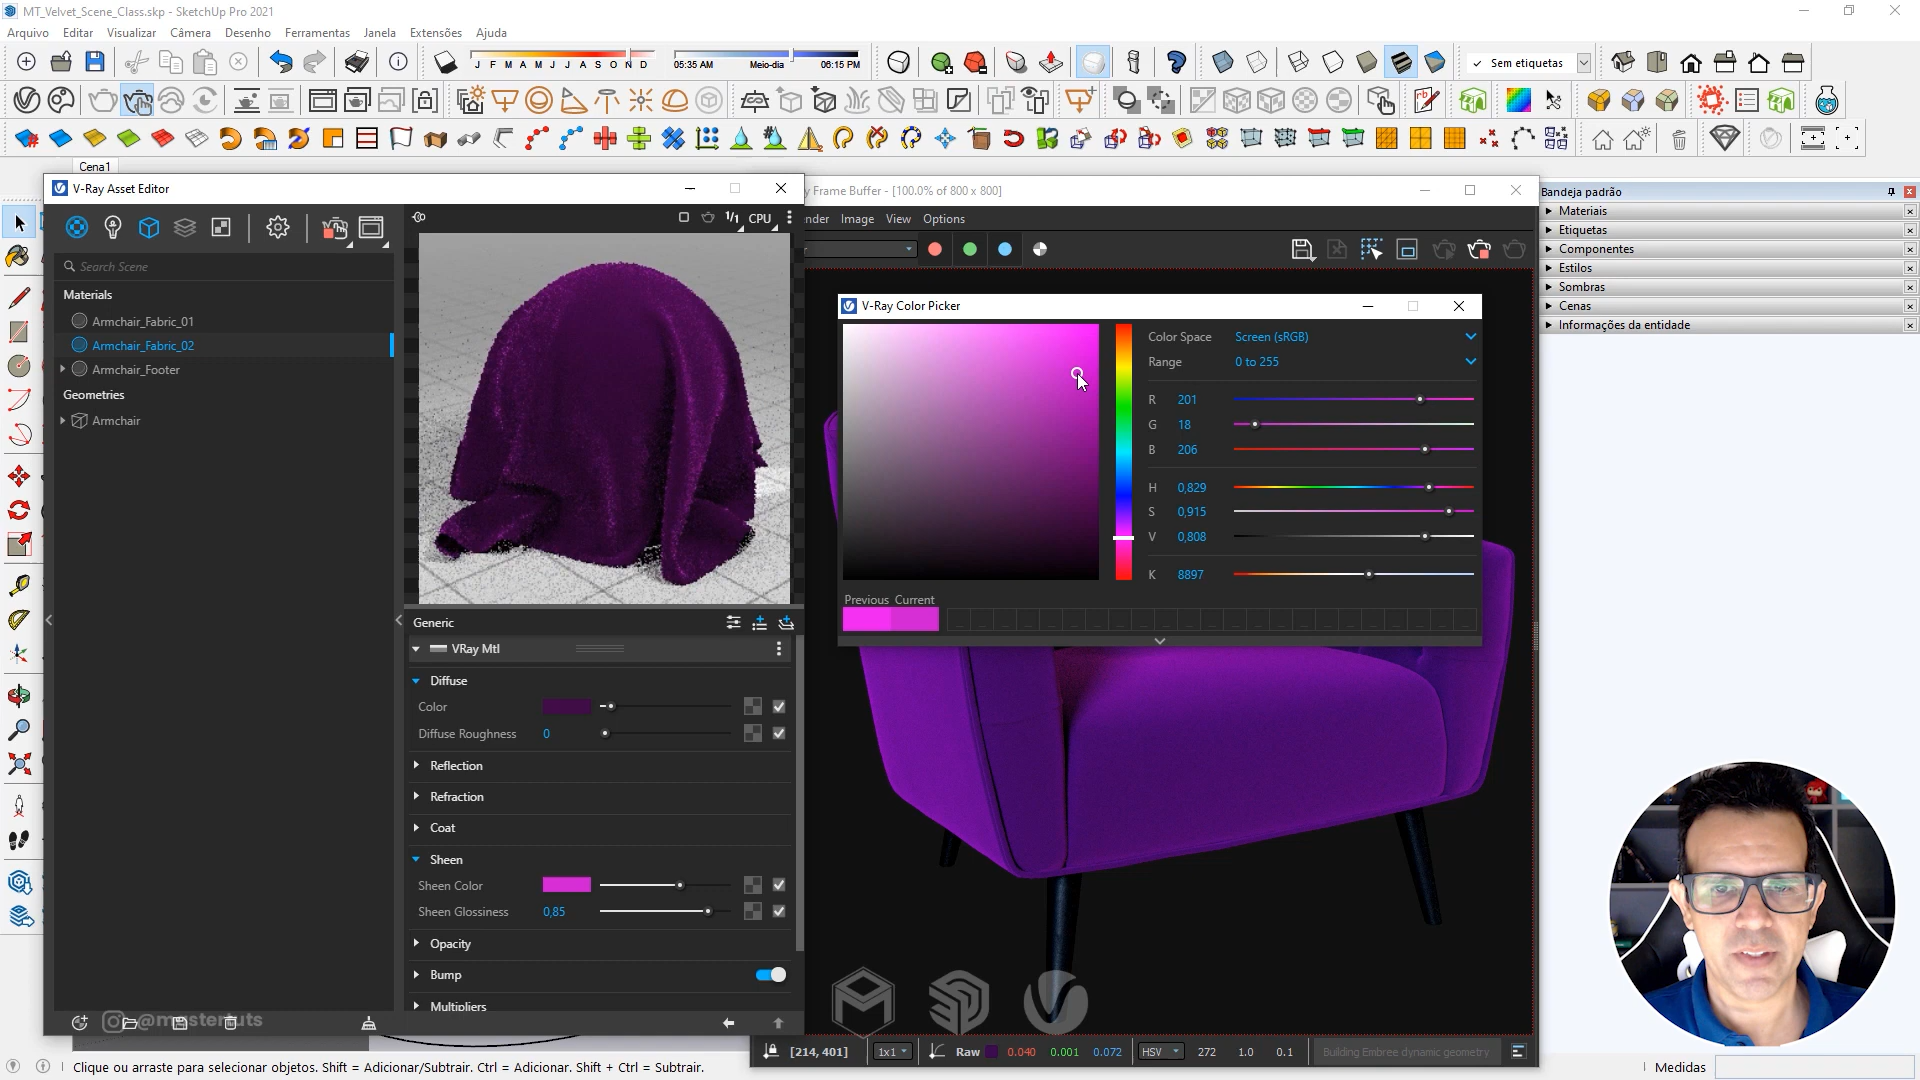 MT_Velvet_Scene_Class.skp - SketchUp Pro 2021
Arquivo Editar Visualizar Câmera Desenho Ferramentas Janela Extensões Ajuda
J F M A M J J A S O N D
05:35 AM Meio-dia 06:15 PM
Sem etiquetas
Cena1
V-Ray Asset Editor
Frame Buffer - [100.0% of 800 x 800]
Bandeja padrão
1/1 CPU
Image View Options
Materiais
Etiquetas
Componentes
Estilos
Sombras
Cenas
Informações da entidade
Search Scene
Materials
Armchair_Fabric_01
Armchair_Fabric_02
Armchair_Footer
Geometries
Armchair
V-Ray Color Picker
Color Space Screen (sRGB)
Range 0 to 255
R 201
G 18
B 206
H 0,829
S 0,915
V 0,808
K 8897
Previous Current
Generic
VRay Mtl
Diffuse
Color
Diffuse Roughness 0
Reflection
Refraction
Coat
Sheen
Sheen Color
Sheen Glossiness 0,85
Opacity
Bump
Multipliers
@mastertuts
[214, 401] 1x1 Raw 0.040 0.001 0.072 HSV 272 1.0 0.1 Building Embree dynamic geometry
Clique ou arraste para selecionar objetos. Shift = Adicionar/Subtrair. Ctrl = Adicionar. Shift + Ctrl = Subtrair.
Medidas